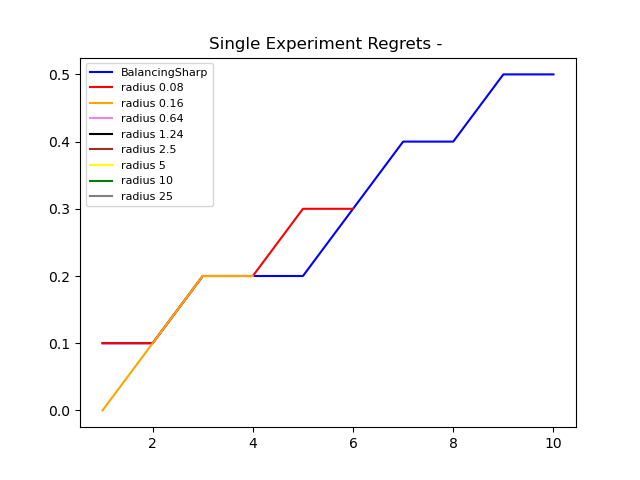 Single Experiment Regrets -
BalancingSharp
radius 0.08
radius 0.16
radius 0.64
radius 1.24
radius 2.5
radius 5
radius 10
radius 25
0.5
0.4
0.3
0.2
0.1
0.0
2 4 6 8 10